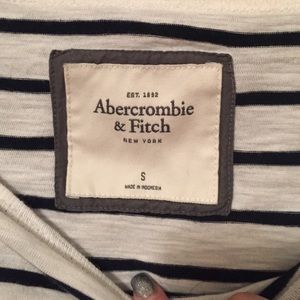 EST. 1892
Abercrombie
& Fitch
NEW YORK
S
MADE IN INDONESIA